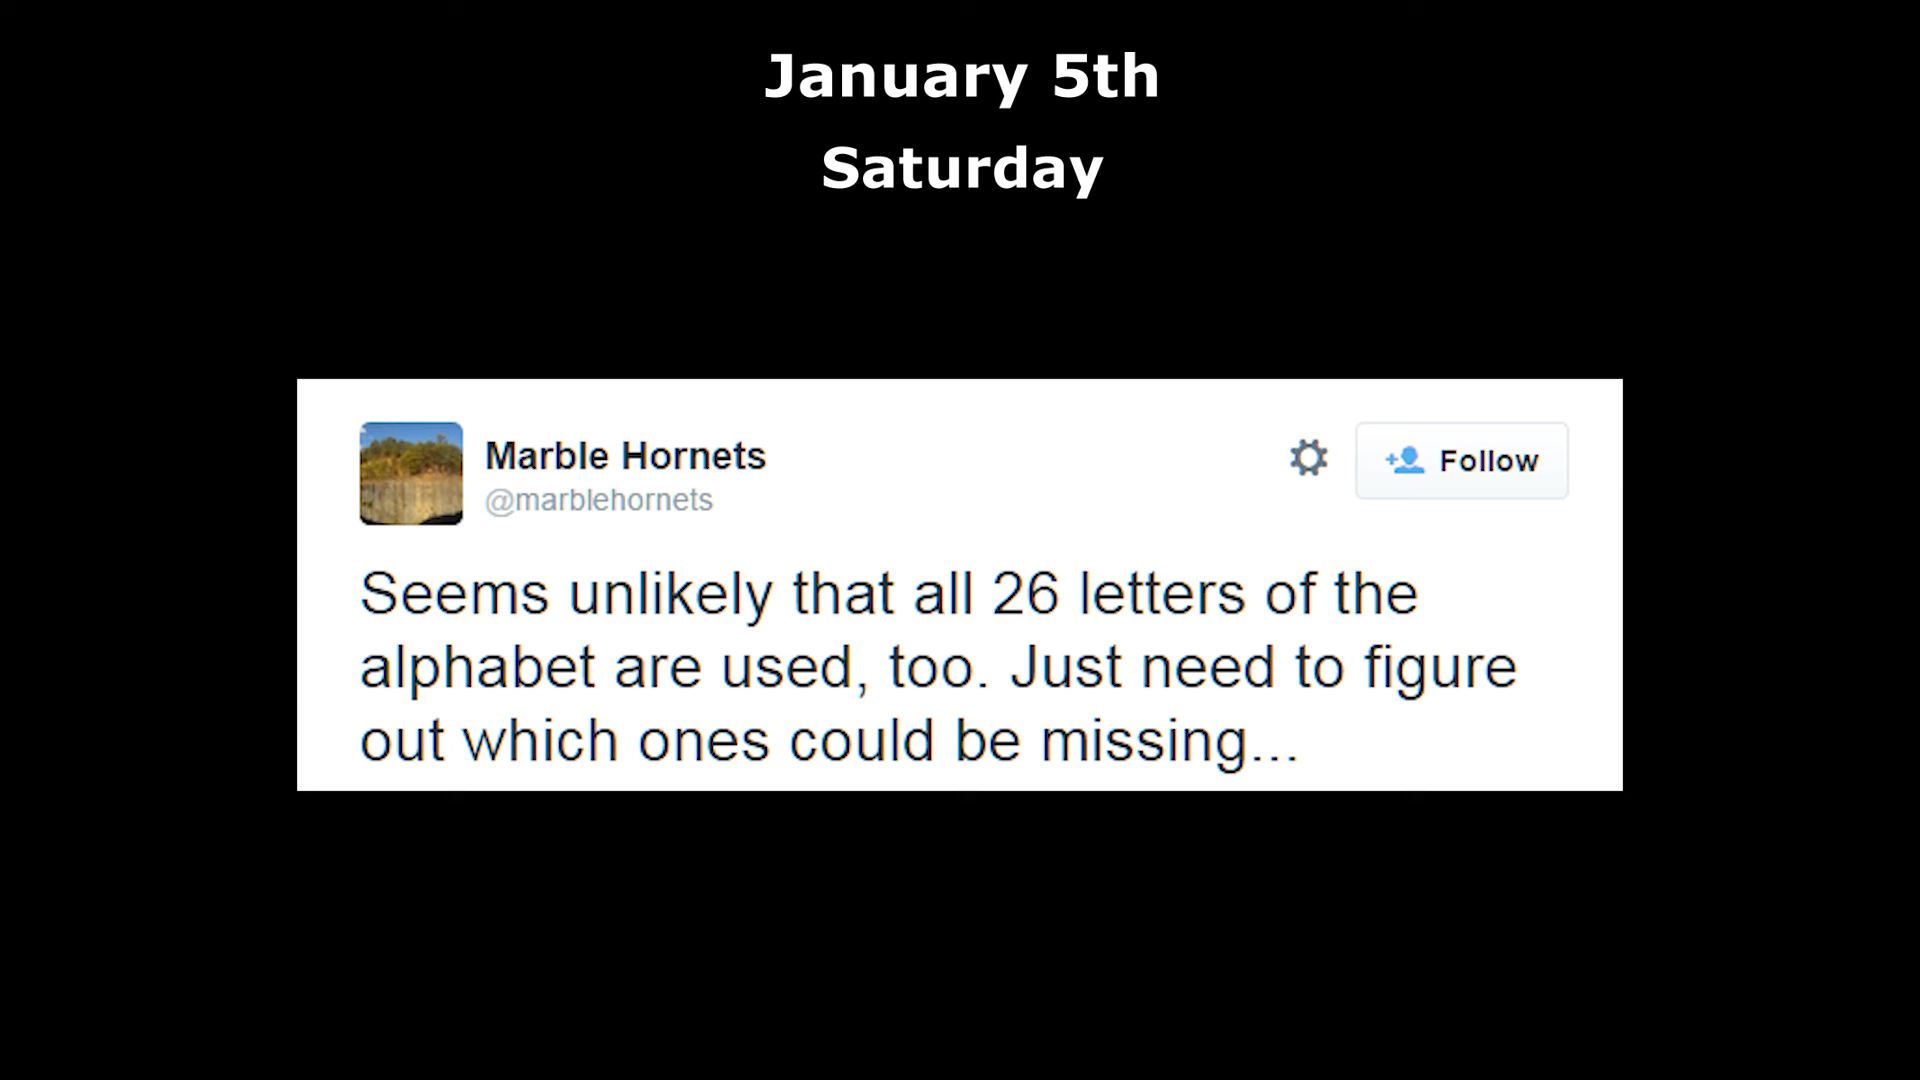 January 5th
Saturday
Marble Hornets
@marblehornets
Follow
Seems unlikely that all 26 letters of the
alphabet are used, too. Just need to figure
out which ones could be missing...